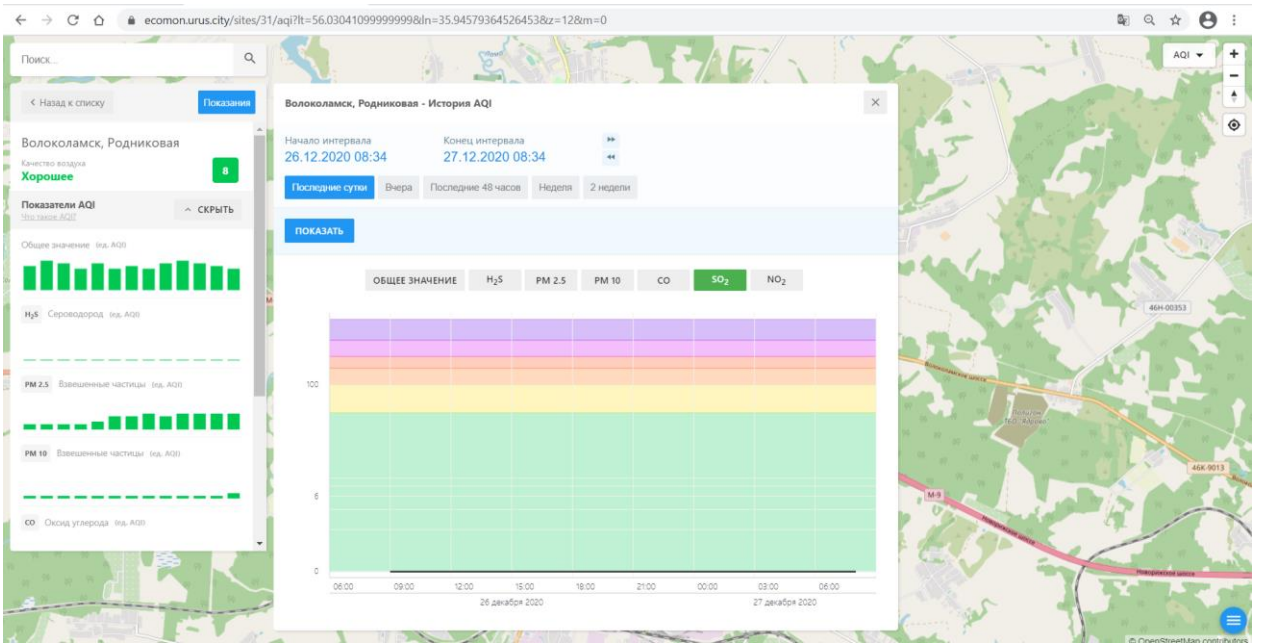 ecomon.urus.city/sites/31/aqi?lt=56.03041099999999&ln=35.94579364526453&z=12&m=0
Поиск...
AQI
< Назад к списку
Показания
Волоколамск, Родниковая
Качество воздуха
Хорошее
8
Показатели AQI
Что такое AQI?
СКРЫТЬ
Общее значение (ед. AQI)
H₂S Сероводород (ед. AQI)
PM 2.5 Взвешенные частицы (ед. AQI)
PM 10 Взвешенные частицы (ед. AQI)
CO Оксид углерода (ед. AQI)
Волоколамск, Родниковая - История AQI
Начало интервала
26.12.2020 08:34
Конец интервала
27.12.2020 08:34
Последние сутки
Вчера
Последние 48 часов
Неделя
2 недели
ПОКАЗАТЬ
ОБЩЕЕ ЗНАЧЕНИЕ H₂S PM 2.5 PM 10 CO SO₂ NO₂
100
6
0
06:00 09:00 12:00 15:00 18:00 21:00 00:00 03:00 06:00
26 декабря 2020 27 декабря 2020
46Н-00353
Волоколамское шоссе
Полигон
ТБО "Ядрово"
46К-9013
М-9
Новорижское шоссе
Новорижское шоссе
© OpenStreetMap contributors